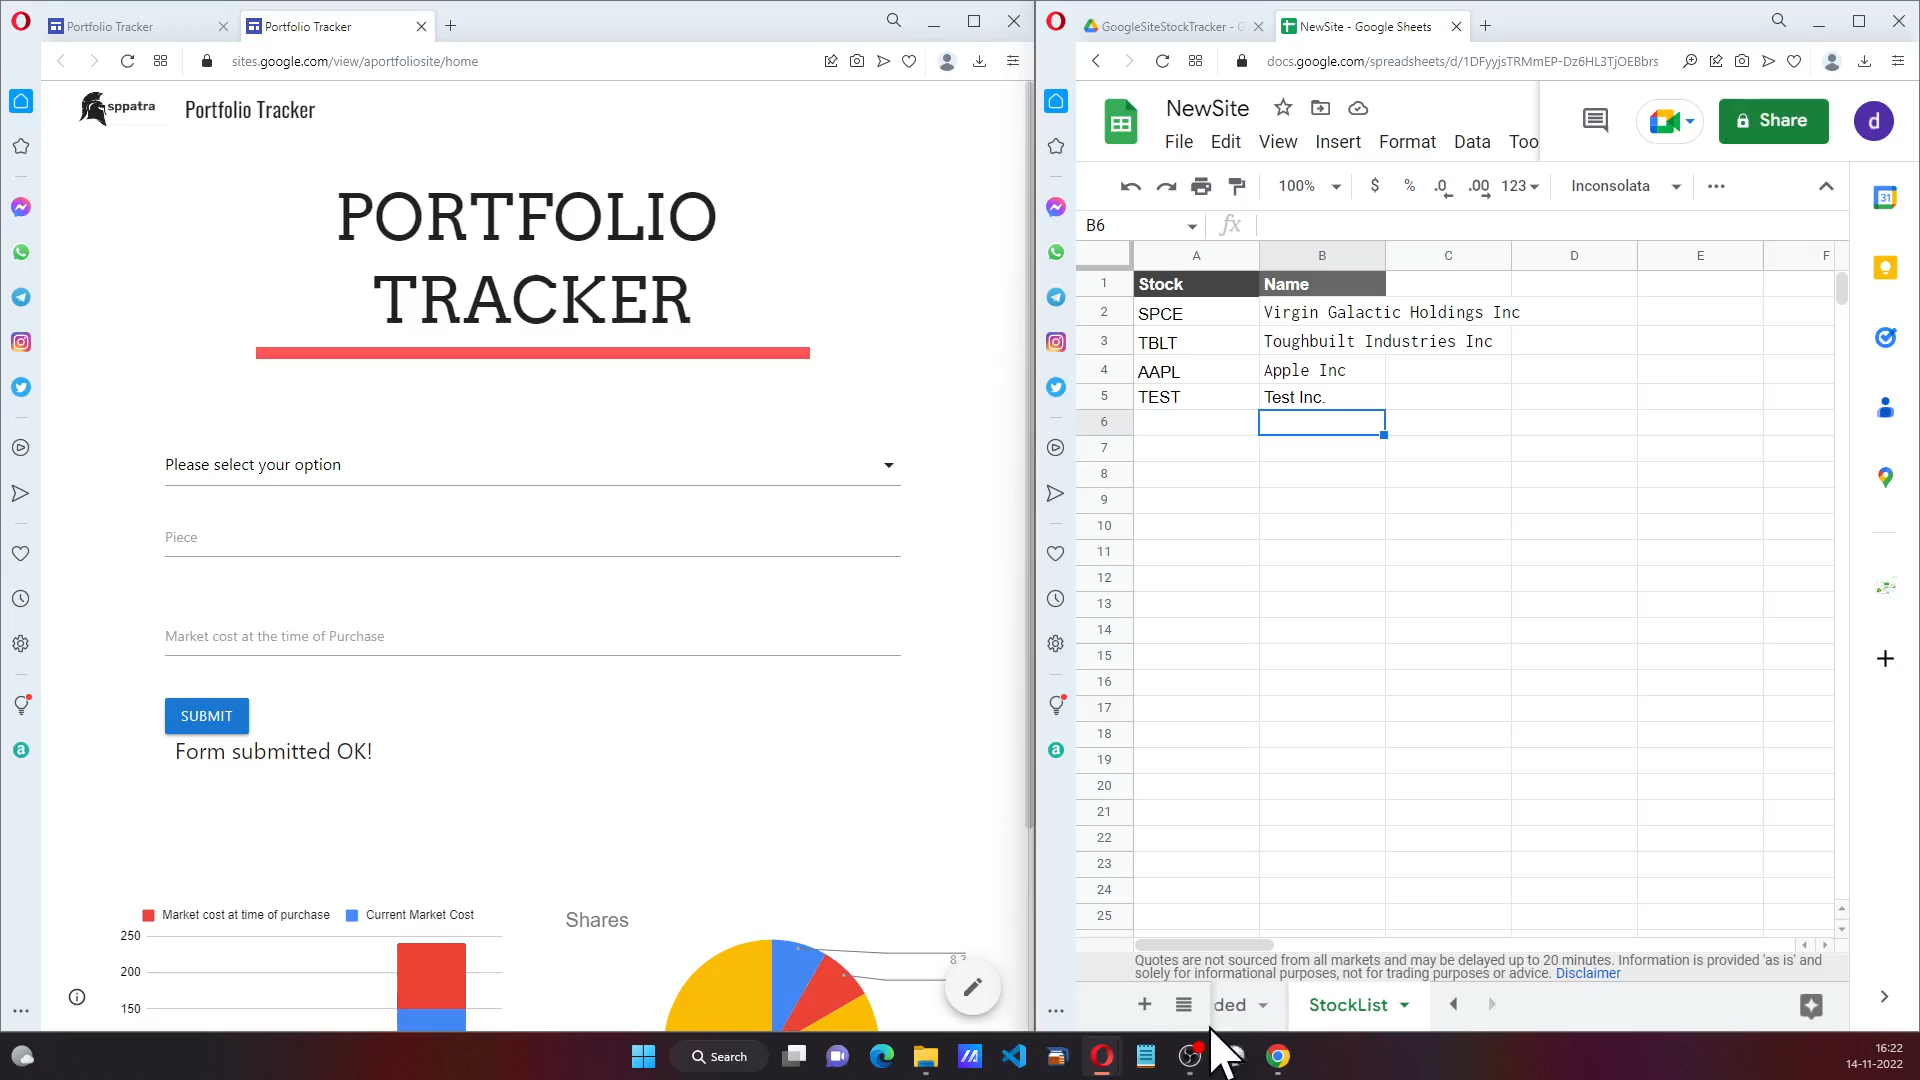 Portfolio Tracker
Portfolio Tracker
sites.google.com/view/aportfoliosite/home
sppatra
Portfolio Tracker
PORTFOLIO
TRACKER
Please select your option
Piece
Market cost at the time of Purchase
SUBMIT
Form submitted OK!
Market cost at time of purchase
Current Market Cost
250
200
150
Shares
GoogleSiteStockTracker - G
NewSite - Google Sheets
docs.google.com/spreadsheets/d/1DFyyjsTRMmEP-Dz6HL3TjOEBbrs
NewSite
File Edit View Insert Format Data Too
Share
d
100% $ % .0 .00 123 Inconsolata
31
B6
fx
A B C D E F
1 Stock Name
2 SPCE Virgin Galactic Holdings Inc
3 TBLT Toughbuilt Industries Inc
4 AAPL Apple Inc
5 TEST Test Inc.
6
7
8
9
10
11
12
13
14
15
16
17
18
19
20
21
22
23
24
25
Quotes are not sourced from all markets and may be delayed up to 20 minutes. Information is provided 'as is' and
solely for informational purposes, not for trading purposes or advice. Disclaimer
ded
StockList
Search
16:22
14-11-2022